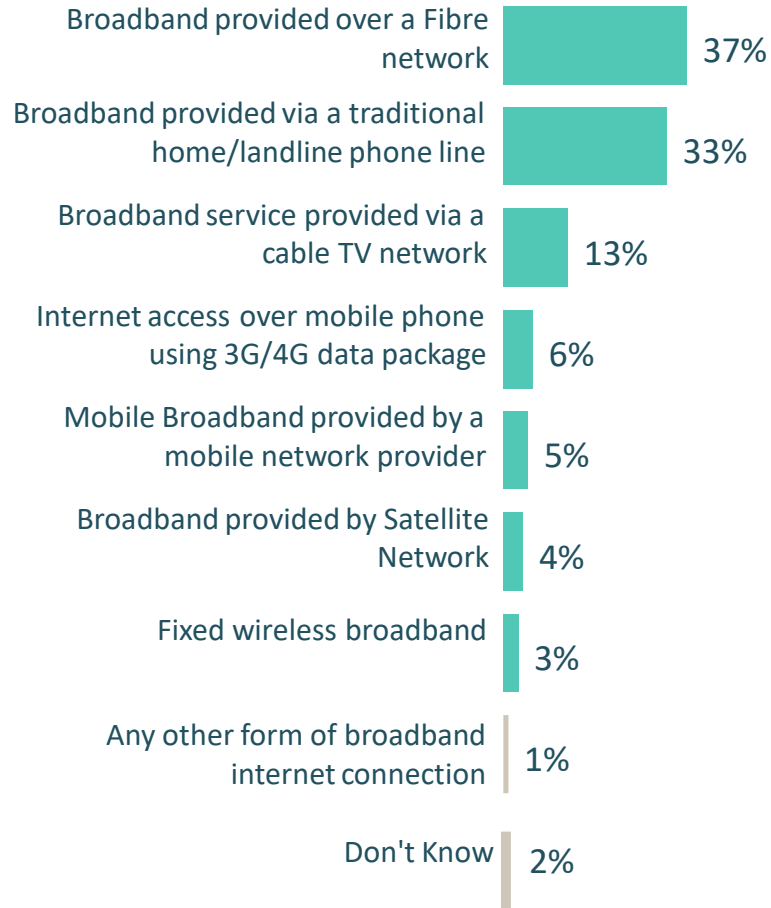 Broadband provided over a Fibre
network
37%
Broadband provided via a traditional
home/landline phone line
33%
Broadband service provided via a
cable TV network
13%
Internet access over mobile phone
using 3G/4G data package
6%
Mobile Broadband provided by a
mobile network provider
5%
Broadband provided by Satellite
Network
4%
Fixed wireless broadband
3%
Any other form of broadband
internet connection
1%
Don't Know
2%